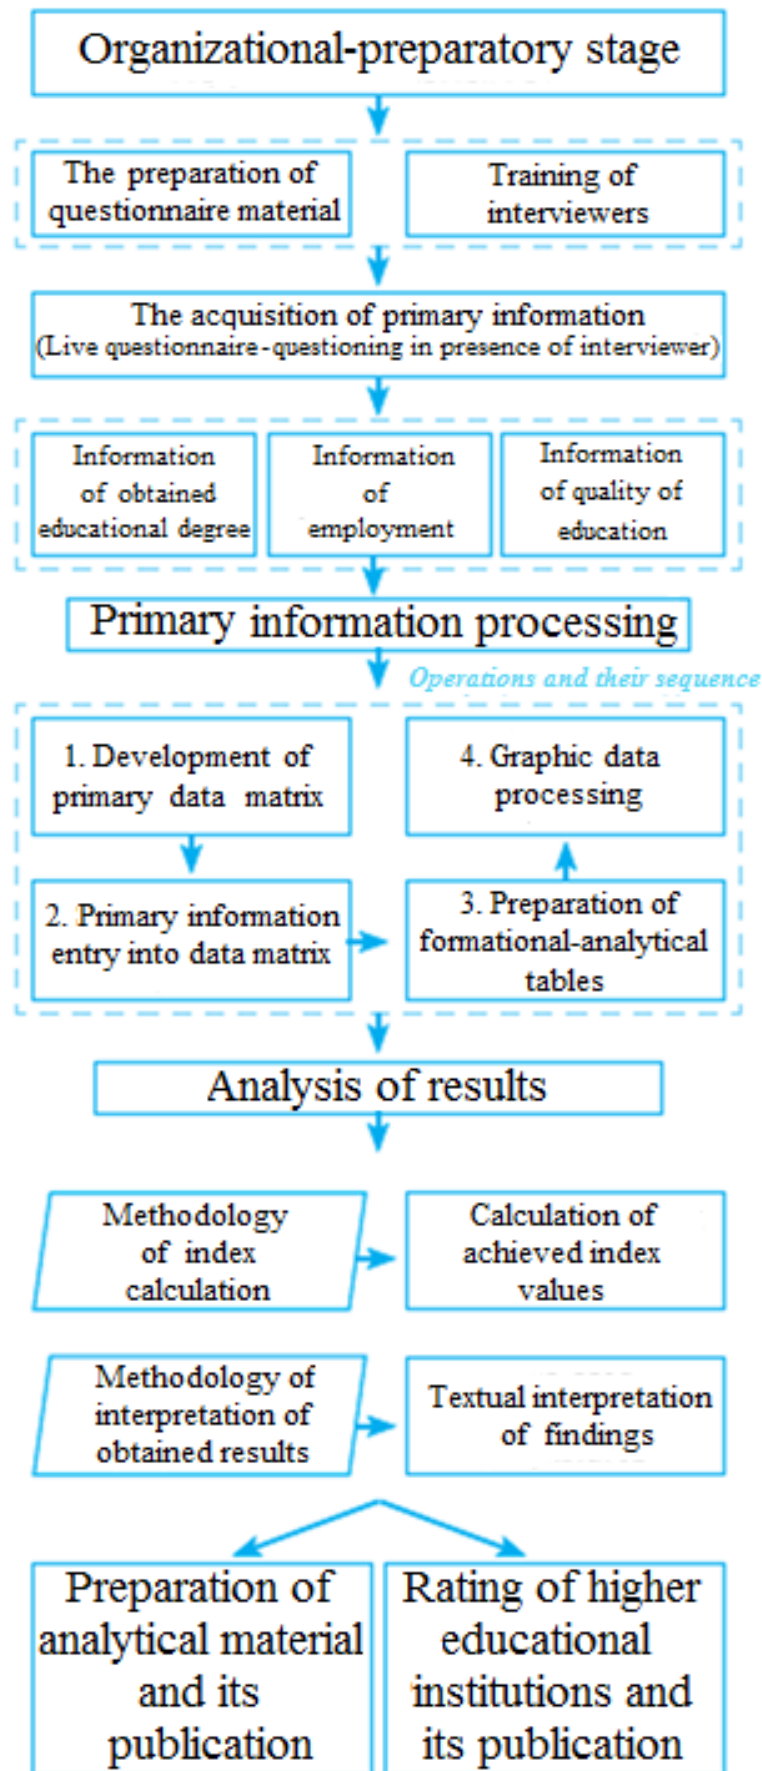 Organizational-preparatory stage
The preparation of
questionnaire material
Training of
interviewers
The acquisition of primary information
(Live questionnaire-questioning in presence of interviewer)
Information
of obtained
educational degree
Information
of
employment
Information
of quality of
education
Primary information processing
Operations and their sequence
1. Development of
primary data matrix
4. Graphic data
processing
2. Primary information
entry into data matrix
3. Preparation of
formational-analytical
tables
Analysis of results
Methodology
of index
calculation
Calculation of
achieved index
values
Methodology of
interpretation of
obtained results
Textual interpretation
of findings
Preparation of
analytical material
and its
publication
Rating of higher
educational
institutions and
its publication